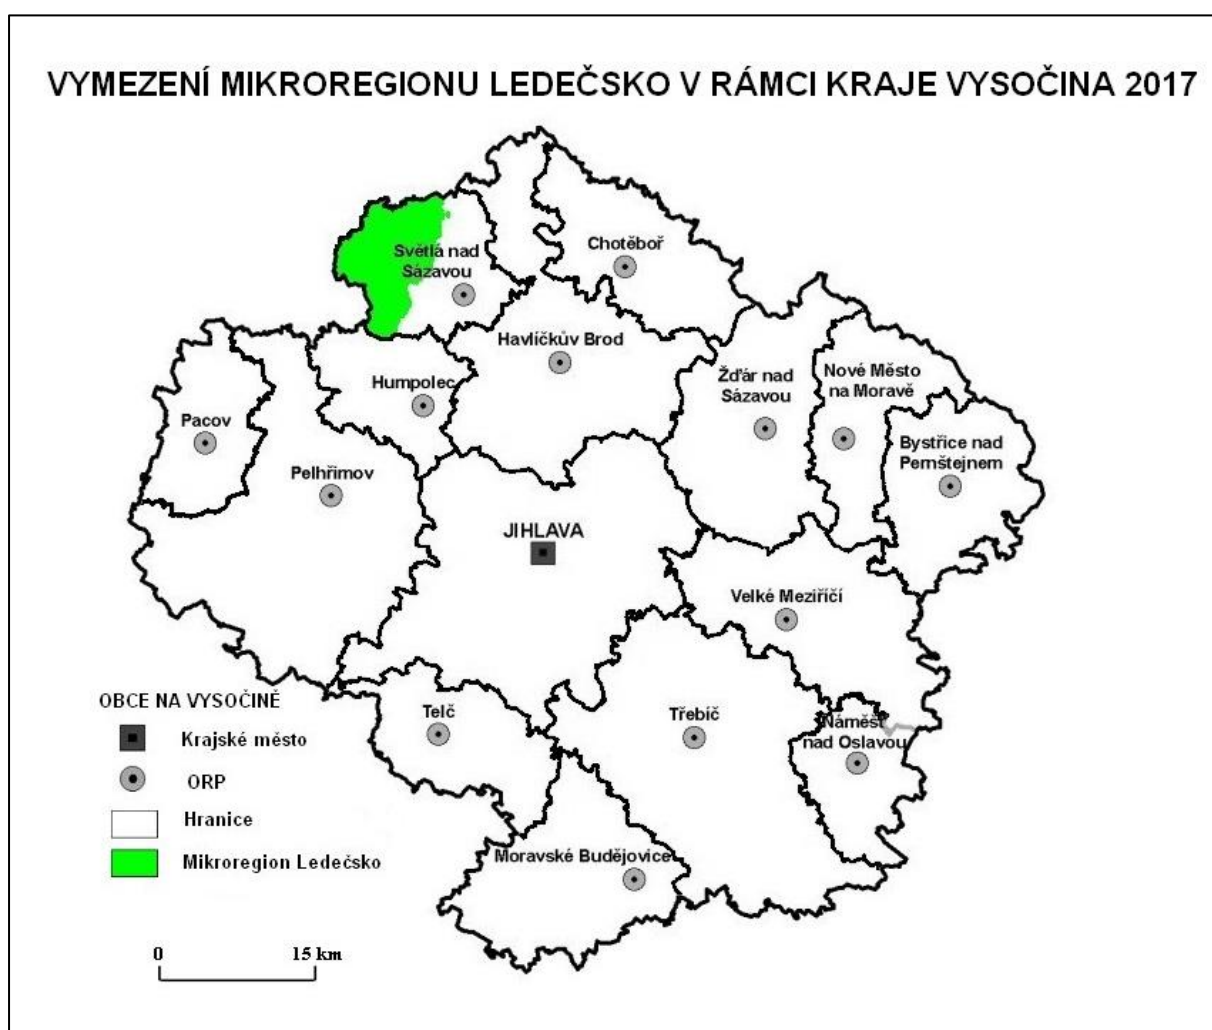 VYMEZENÍ MIKROREGIONU LEDEČSKO V RÁMCI KRAJE VYSOČINA 2017
Chotěboř
Světlá nad
Sázavou
Havlíčkův Brod
Humpolec
Žďár nad
Sázavou
Nové Město
na Moravě
Pacov
Bystřice nad
Pernštejnem
Pelhřimov
JIHLAVA
Velké Meziříčí
Telč
Třebíč
Náměšť
nad Oslavou
Moravské Budějovice
OBCE NA VYSOČINĚ
Krajské město
ORP
Hranice
Mikroregion Ledečsko
0 15 km